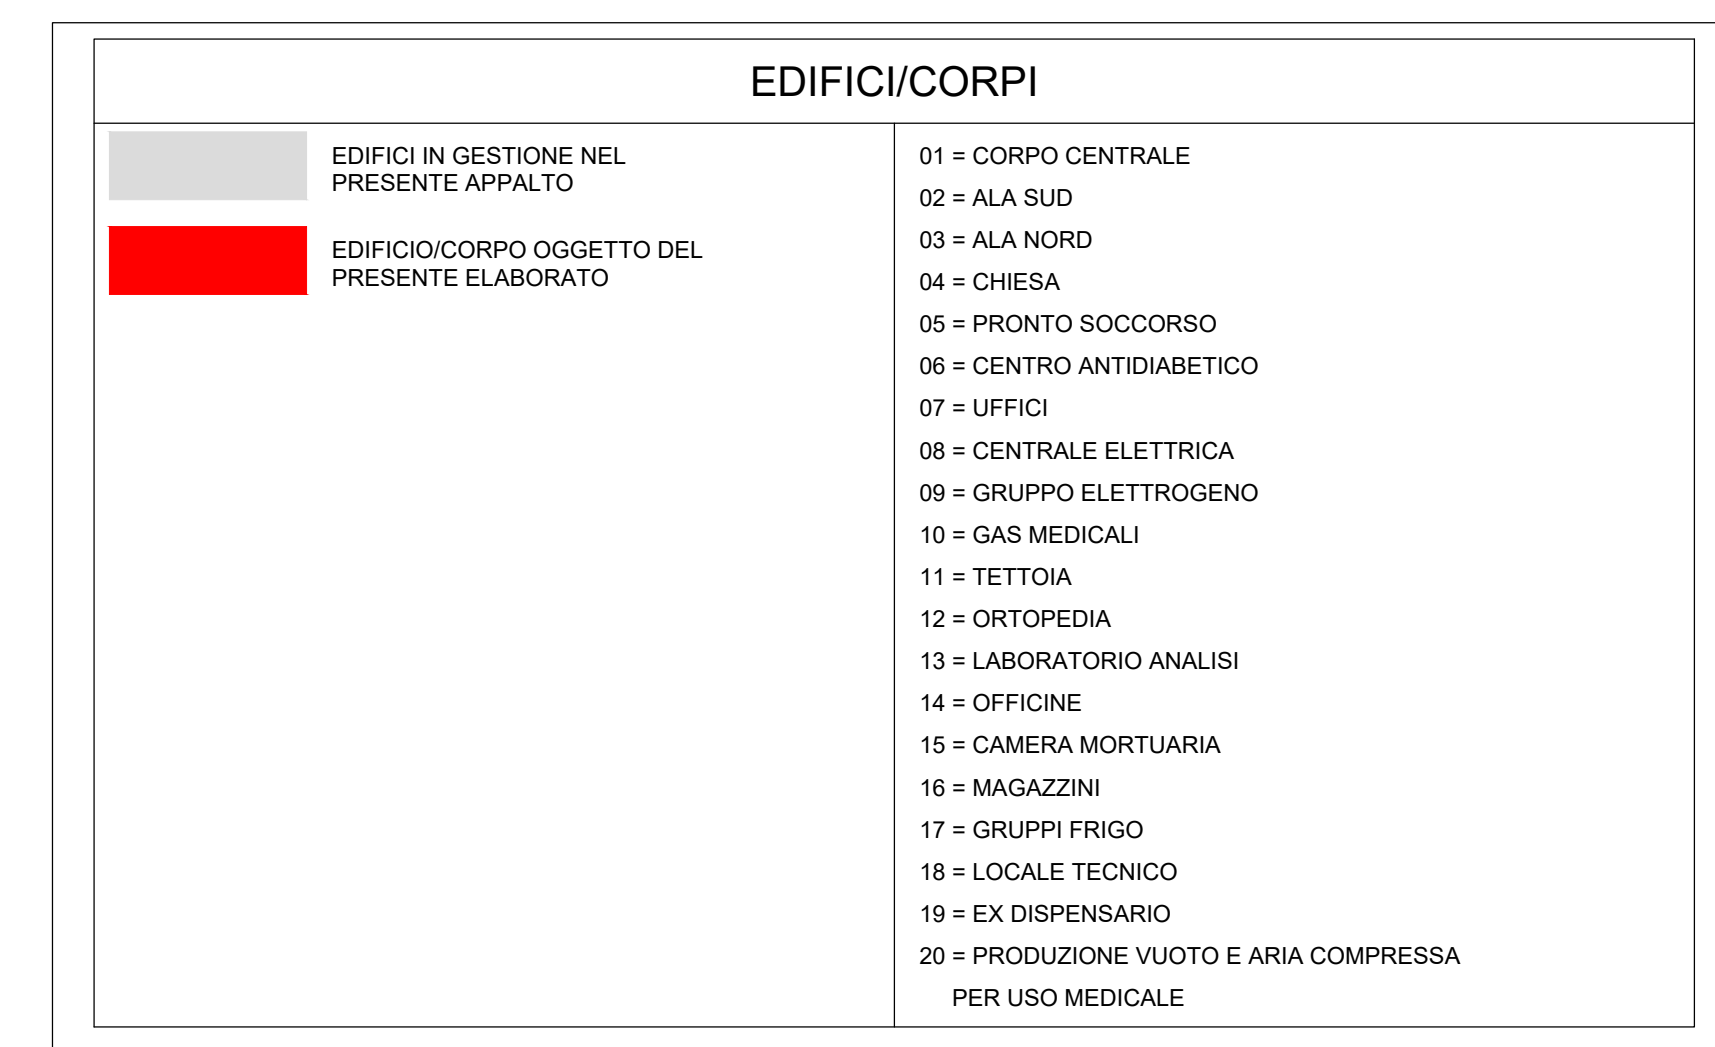 EDIFICI/CORPI
EDIFICI IN GESTIONE NEL
PRESENTE APPALTO
EDIFICIO/CORPO OGGETTO DEL
PRESENTE ELABORATO
01 = CORPO CENTRALE
02 = ALA SUD
03 = ALA NORD
04 = CHIESA
05 = PRONTO SOCCORSO
06 = CENTRO ANTIDIABETICO
07 = UFFICI
08 = CENTRALE ELETTRICA
09 = GRUPPO ELETTROGENO
10 = GAS MEDICALI
11 = TETTOIA
12 = ORTOPEDIA
13 = LABORATORIO ANALISI
14 = OFFICINE
15 = CAMERA MORTUARIA
16 = MAGAZZINI
17 = GRUPPI FRIGO
18 = LOCALE TECNICO
19 = EX DISPENSARIO
20 = PRODUZIONE VUOTO E ARIA COMPRESSA
PER USO MEDICALE